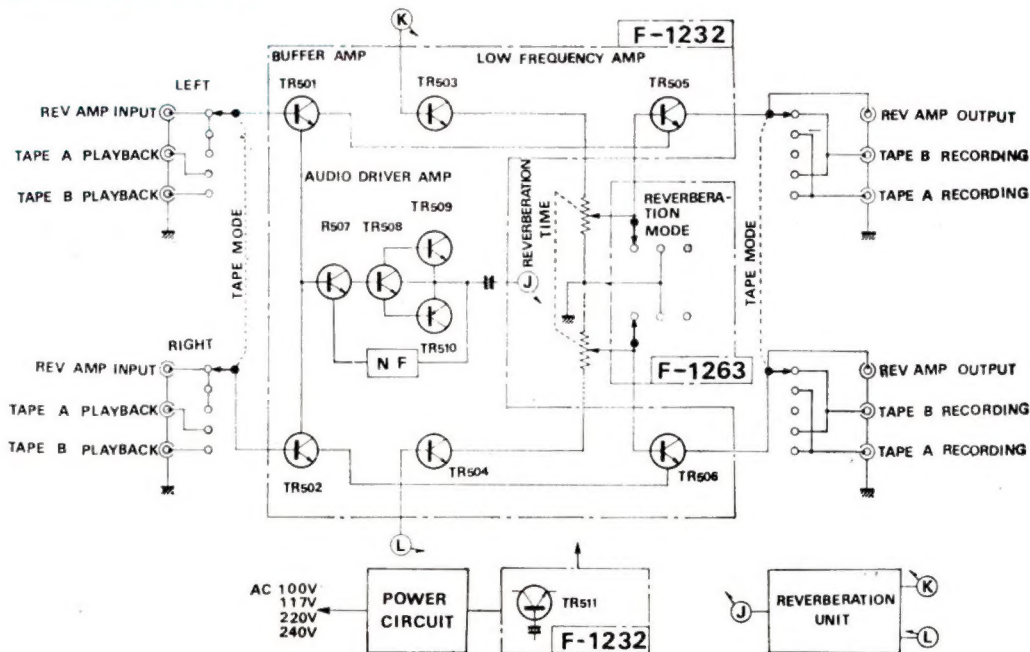 K
F-1232
BUFFER AMP
LOW FREQUENCY AMP
LEFT
TR501
TR503
TR505
REV AMP INPUT
REV AMP OUTPUT
TAPE A PLAYBACK
TAPE B RECORDING
TAPE B PLAYBACK
TAPE A RECORDING
AUDIO DRIVER AMP
TR509
R507
TR508
REVERBERATION
TIME
REVERBERA-
TION
MODE
TAPE MODE
TAPE MODE
J
TR510
N F
F-1263
RIGHT
REV AMP INPUT
REV AMP OUTPUT
TAPE A PLAYBACK
TAPE B RECORDING
TAPE B PLAYBACK
TAPE A RECORDING
TR502
TR504
TR506
L
AC 100V
117V
220V
240V
POWER
CIRCUIT
TR511
F-1232
J
REVERBERATION
UNIT
K
L